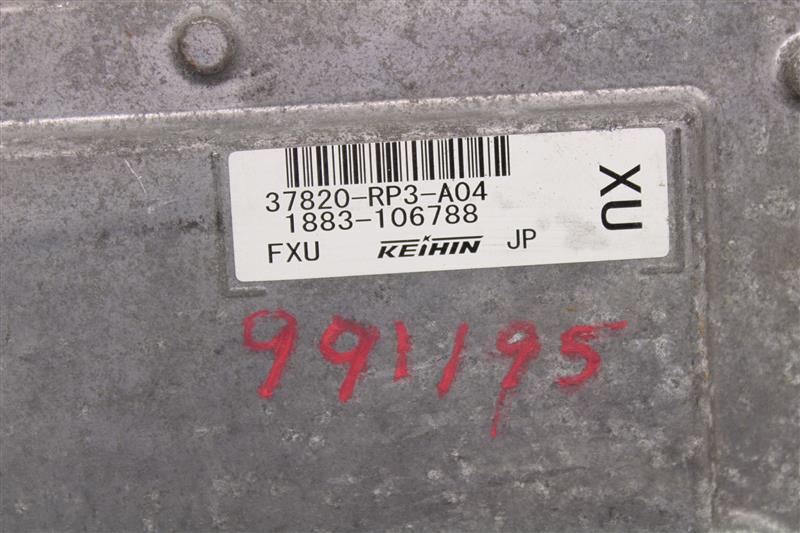 37820-RP3-A04
1883-106788
FXU KEIHIN JP
XU
991195